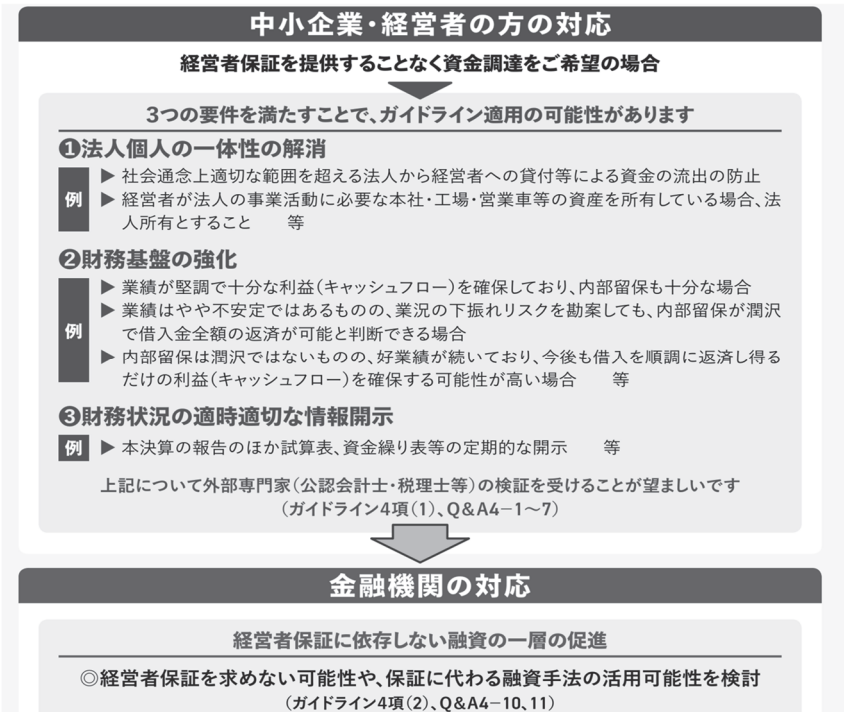 中小企業・経営者の方の対応
経営者保証を提供することなく資金調達をご希望の場合
3つの要件を満たすことで、ガイドライン適用の可能性があります
❶法人個人の一体性の解消
例
▶ 社会通念上適切な範囲を超える法人から経営者への貸付等による資金の流出の防止
▶ 経営者が法人の事業活動に必要な本社・工場・営業車等の資産を所有している場合、法
人所有とすること　　等
❷財務基盤の強化
例
▶ 業績が堅調で十分な利益（キャッシュフロー）を確保しており、内部留保も十分な場合
▶ 業績はやや不安定ではあるものの、業況の下振れリスクを勘案しても、内部留保が潤沢
で借入金全額の返済が可能と判断できる場合
▶ 内部留保は潤沢ではないものの、好業績が続いており、今後も借入を順調に返済し得る
だけの利益（キャッシュフロー）を確保する可能性が高い場合　　等
❸財務状況の適時適切な情報開示
例
▶ 本決算の報告のほか試算表、資金繰り表等の定期的な開示　　等
上記について外部専門家（公認会計士・税理士等）の検証を受けることが望ましいです
（ガイドライン4項（1）、Q&A4−1〜7）
金融機関の対応
経営者保証に依存しない融資の一層の促進
◎経営者保証を求めない可能性や、保証に代わる融資手法の活用可能性を検討
（ガイドライン4項（2）、Q&A4−10、11）